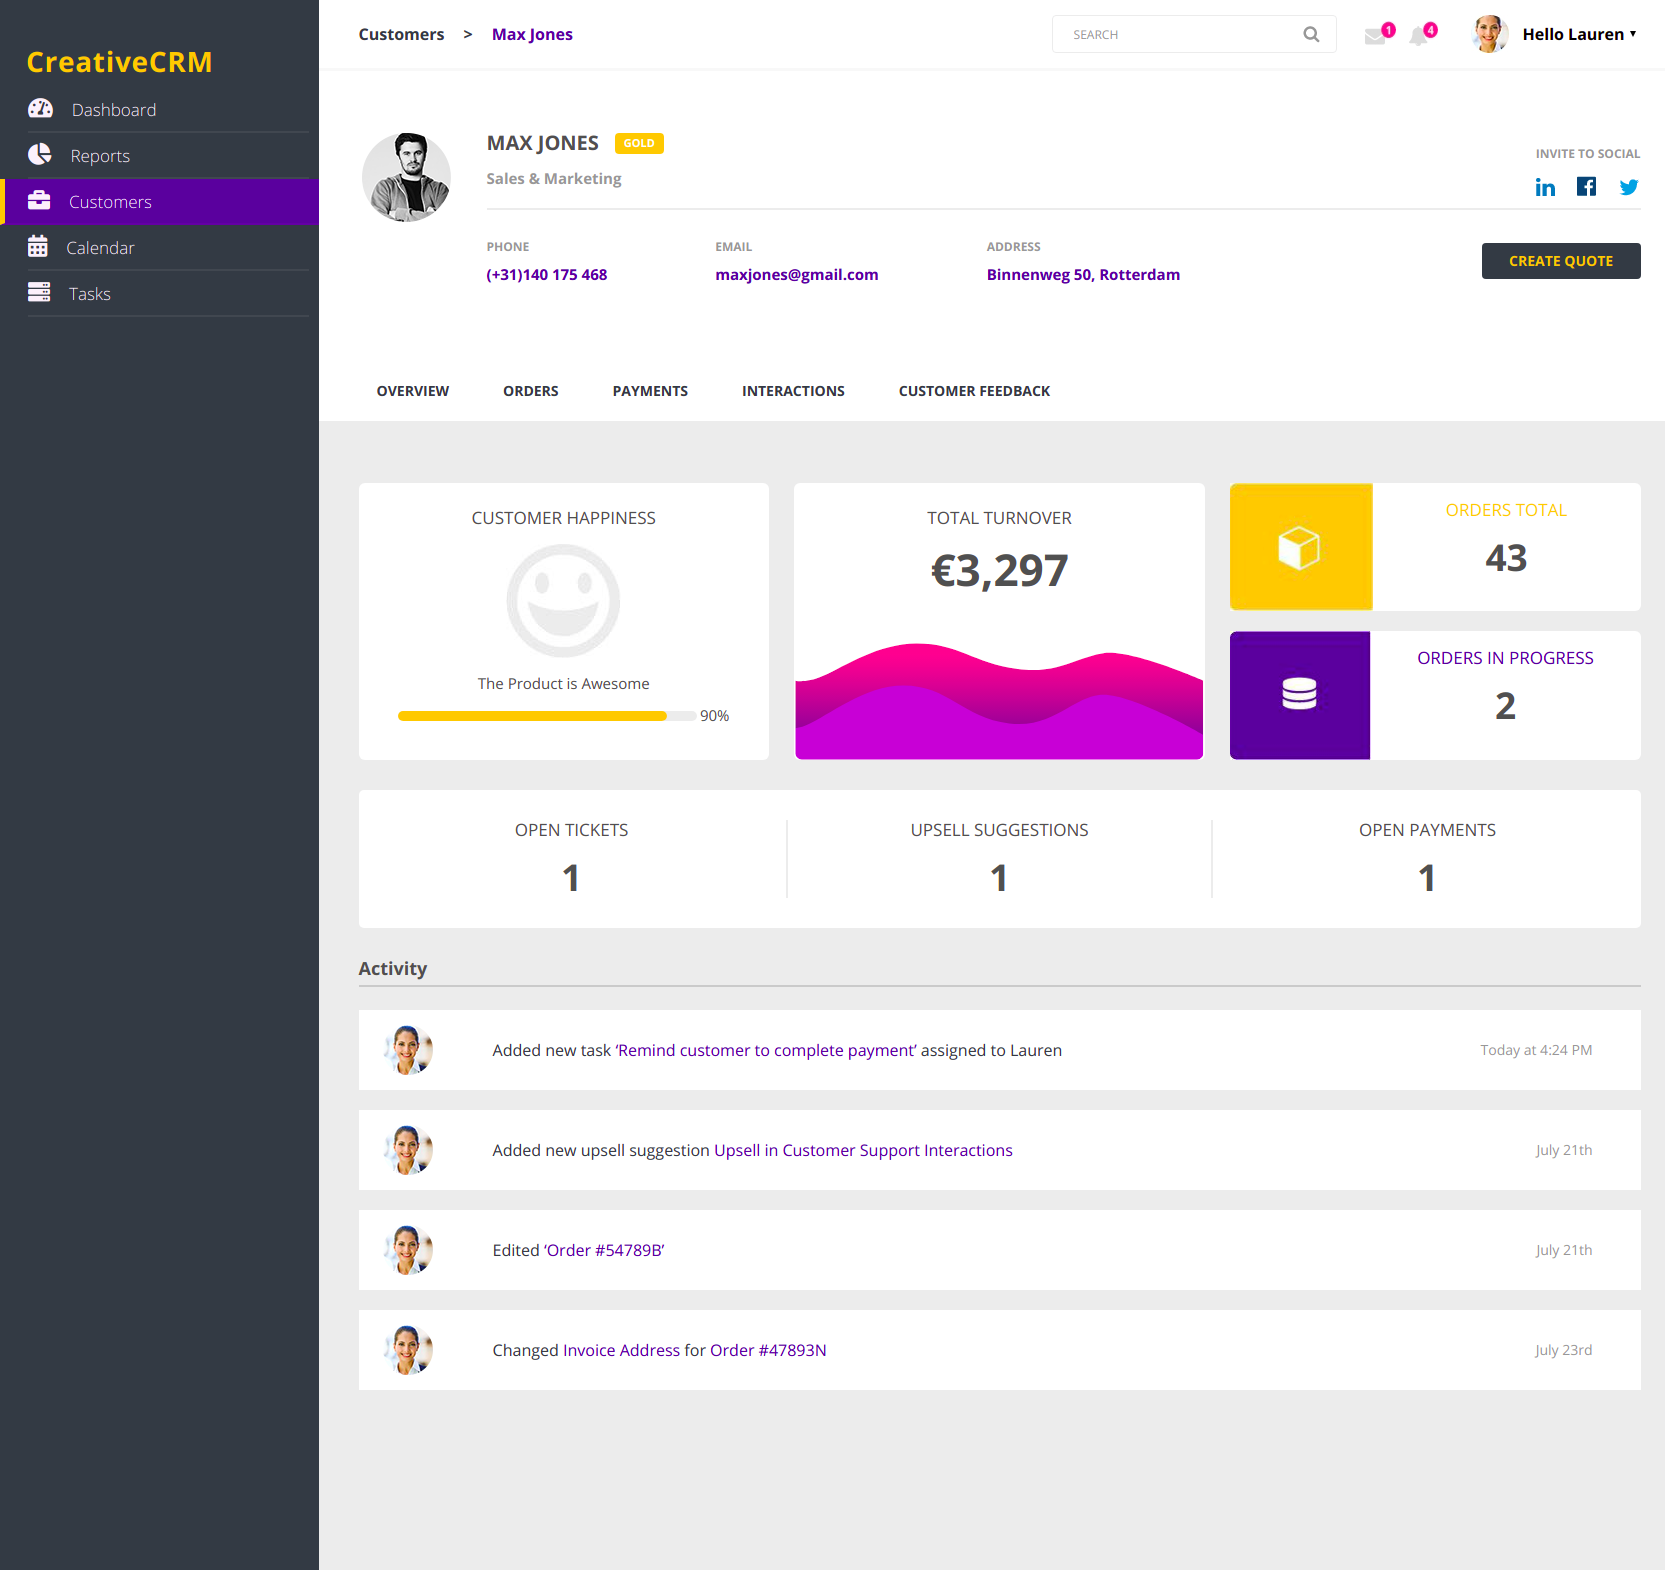 CreativeCRM
Dashboard
Reports
Customers
Calendar
Tasks
Customers > Max Jones
SEARCH
1
4
Hello Lauren
MAX JONES
GOLD
Sales & Marketing
INVITE TO SOCIAL
in
PHONE
(+31)140 175 468
EMAIL
maxjones@gmail.com
ADDRESS
Binnenweg 50, Rotterdam
CREATE QUOTE
OVERVIEW
ORDERS
PAYMENTS
INTERACTIONS
CUSTOMER FEEDBACK
CUSTOMER HAPPINESS
The Product is Awesome
90%
TOTAL TURNOVER
€3,297
ORDERS TOTAL
43
ORDERS IN PROGRESS
2
OPEN TICKETS
1
UPSELL SUGGESTIONS
1
OPEN PAYMENTS
1
Activity
Added new task ‘Remind customer to complete payment’ assigned to Lauren
Today at 4:24 PM
Added new upsell suggestion Upsell in Customer Support Interactions
July 21th
Edited ‘Order #54789B’
July 21th
Changed Invoice Address for Order #47893N
July 23rd